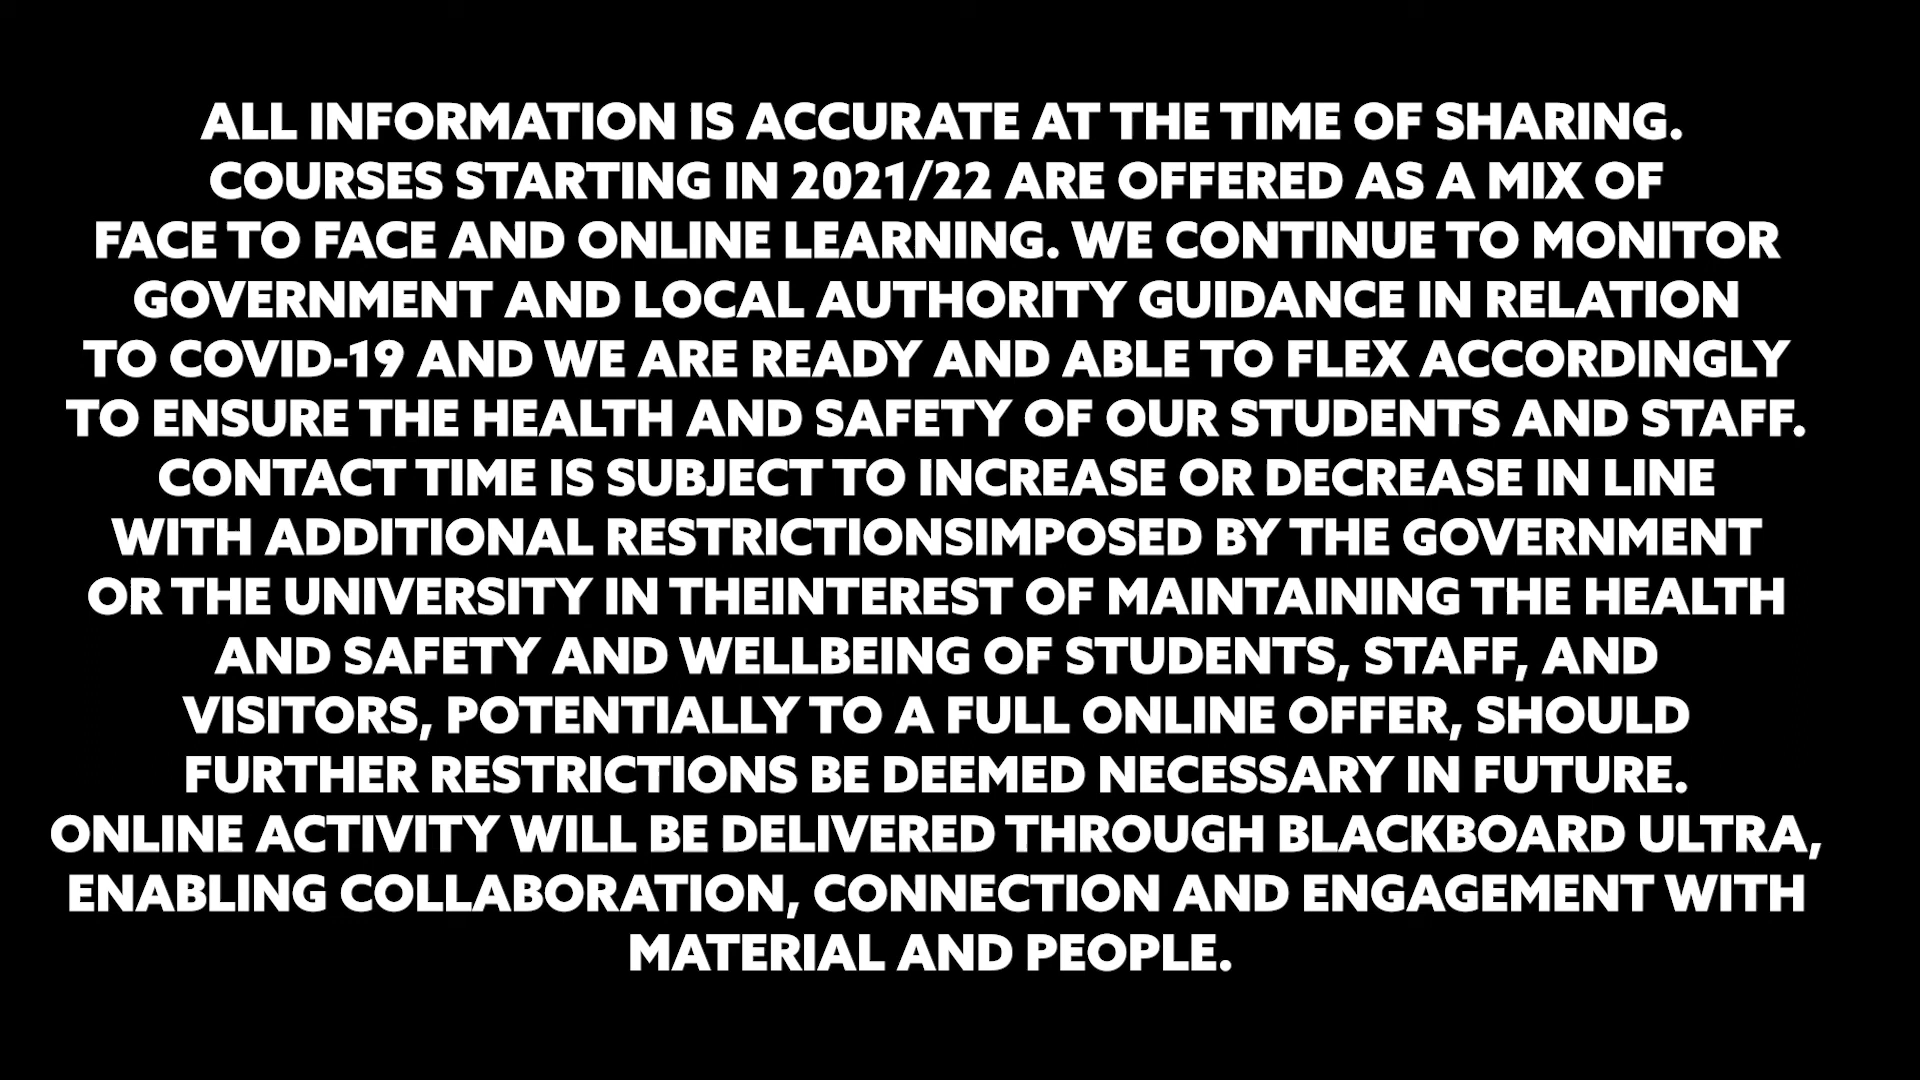 ALL INFORMATION IS ACCURATE AT THE TIME OF SHARING.
COURSES STARTING IN 2021/22 ARE OFFERED AS A MIX OF
FACE TO FACE AND ONLINE LEARNING. WE CONTINUE TO MONITOR
GOVERNMENT AND LOCAL AUTHORITY GUIDANCE IN RELATION
TO COVID-19 AND WE ARE READY AND ABLE TO FLEX ACCORDINGLY
TO ENSURE THE HEALTH AND SAFETY OF OUR STUDENTS AND STAFF.
CONTACT TIME IS SUBJECT TO INCREASE OR DECREASE IN LINE
WITH ADDITIONAL RESTRICTIONSIMPOSED BY THE GOVERNMENT
OR THE UNIVERSITY IN THEINTEREST OF MAINTAINING THE HEALTH
AND SAFETY AND WELLBEING OF STUDENTS, STAFF, AND
VISITORS, POTENTIALLY TO A FULL ONLINE OFFER, SHOULD
FURTHER RESTRICTIONS BE DEEMED NECESSARY IN FUTURE.
ONLINE ACTIVITY WILL BE DELIVERED THROUGH BLACKBOARD ULTRA,
ENABLING COLLABORATION, CONNECTION AND ENGAGEMENT WITH
MATERIAL AND PEOPLE.